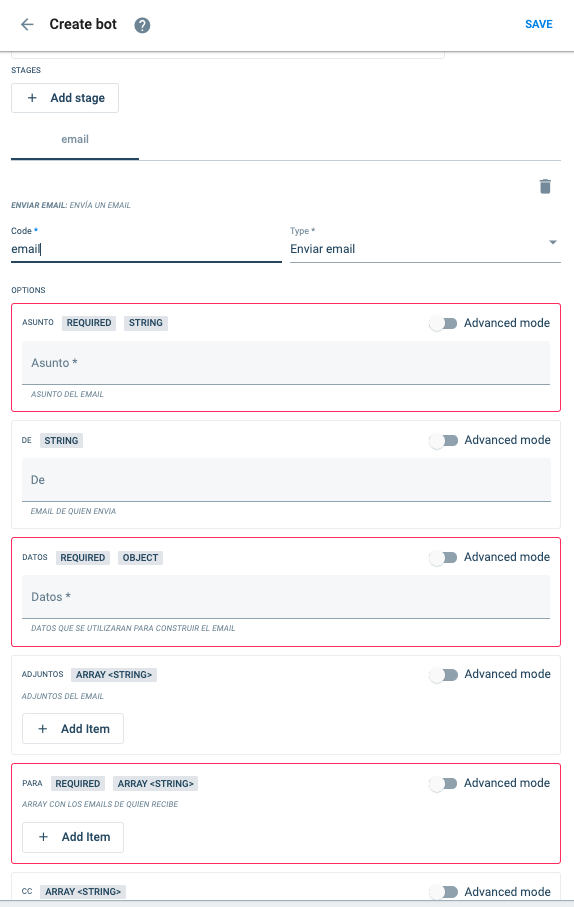 Create bot
SAVE
STAGES
+ Add stage
email
ENVIAR EMAIL: ENVÍA UN EMAIL
Code *
Type *
email
Enviar email
OPTIONS
ASUNTO REQUIRED STRING Advanced mode
Asunto *
ASUNTO DEL EMAIL
DE STRING Advanced mode
De
EMAIL DE QUIEN ENVIA
DATOS REQUIRED OBJECT Advanced mode
Datos *
DATOS QUE SE UTILIZARAN PARA CONSTRUIR EL EMAIL
ADJUNTOS ARRAY <STRING> Advanced mode
ADJUNTOS DEL EMAIL
+ Add Item
PARA REQUIRED ARRAY <STRING> Advanced mode
ARRAY CON LOS EMAILS DE QUIEN RECIBE
+ Add Item
CC ARRAY <STRING> Advanced mode